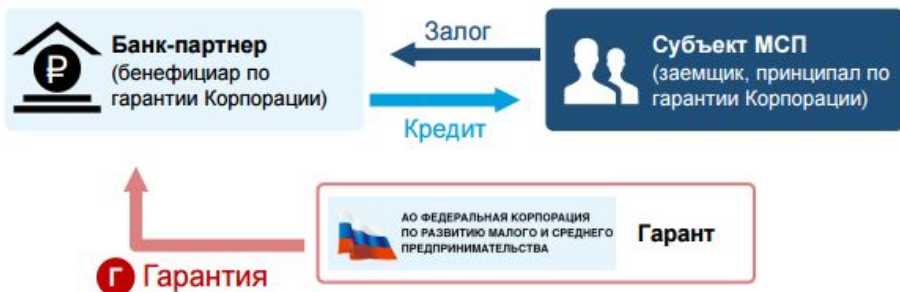 Банк-партнер
(бенефициар по
гарантии Корпорации)
Залог
Кредит
Субъект МСП
(заемщик, принципал по
гарантии Корпорации)
АО ФЕДЕРАЛЬНАЯ КОРПОРАЦИЯ
ПО РАЗВИТИЮ МАЛОГО И СРЕДНЕГО
ПРЕДПРИНИМАТЕЛЬСТВА
Гарант
Г Гарантия